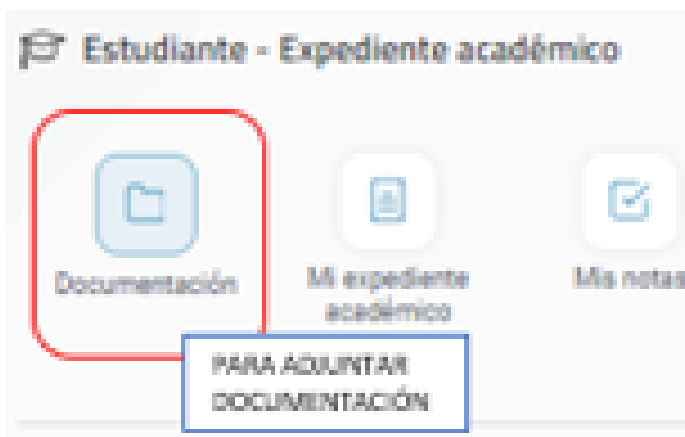 Estudiante - Expediente académico
Documentación
Mi expediente
académico
Mis notas
PARA ADJUNTAR
DOCUMENTACIÓN